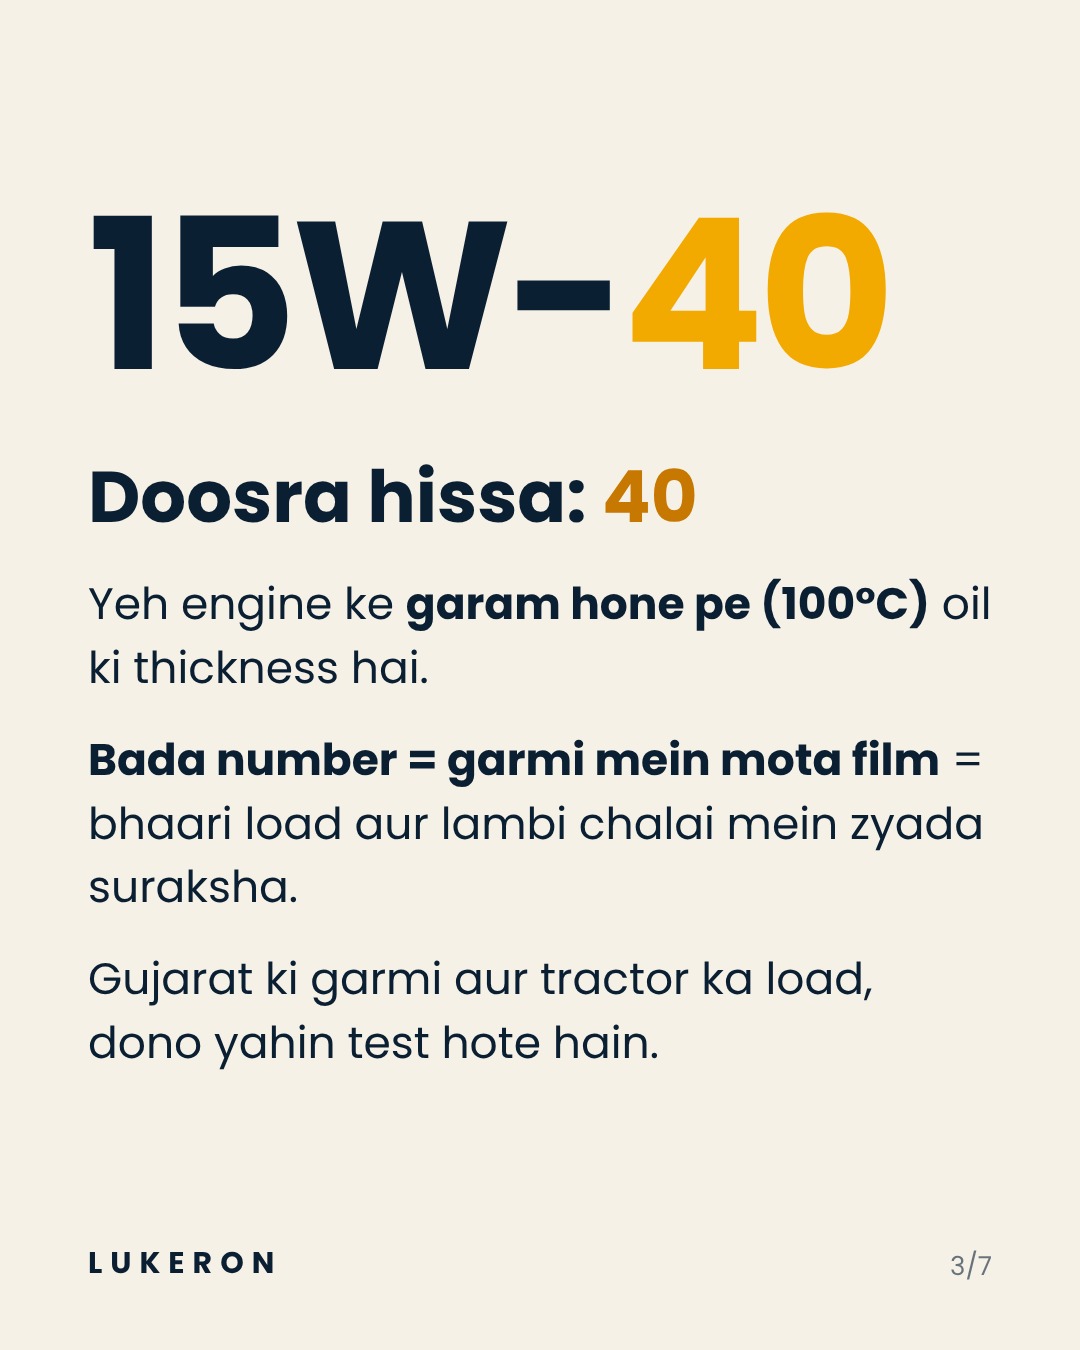 15W–40
Doosra hissa: 40
Yeh engine ke garam hone pe (100°C) oil
ki thickness hai.
Bada number = garmi mein mota film =
bhaari load aur lambi chalai mein zyada
suraksha.
Gujarat ki garmi aur tractor ka load,
dono yahin test hote hain.
LUKERON
3/7